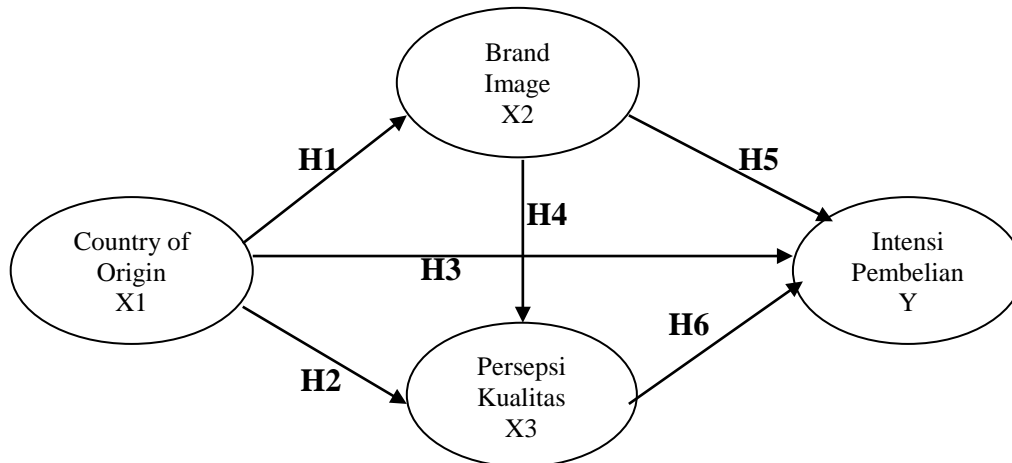 Brand
Image
X2
H1
H5
H4
Country of
Origin
X1
H3
Intensi
Pembelian
Y
H2
H6
Persepsi
Kualitas
X3